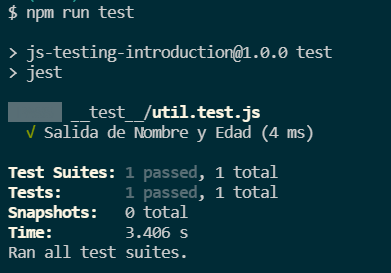 $ npm run test
> js-testing-introduction@1.0.0 test
> jest
__test__/util.test.js
√ Salida de Nombre y Edad (4 ms)
Test Suites: 1 passed, 1 total
Tests: 1 passed, 1 total
Snapshots: 0 total
Time: 3.406 s
Ran all test suites.